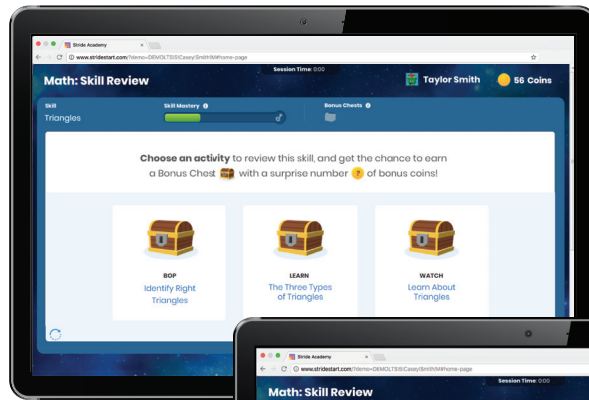 Stride Academy
www.stridestart.com/?demo=DEMOLTSIS|Casey|Smith1M#home-page
Session Time: 0:00
Math: Skill Review
Taylor Smith
56 Coins
Skill
Skill Mastery
Bonus Chests
Triangles
Choose an activity to review this skill, and get the chance to earn
a Bonus Chest with a surprise number ? of bonus coins!
BOP
Identify Right
Triangles
LEARN
The Three Types
of Triangles
WATCH
Learn About
Triangles
Stride Academy
www.stridestart.com/?demo=DEMOLTSIS|Casey|Smith1M#home-page
Session Time: 0:00
Math: Skill Review